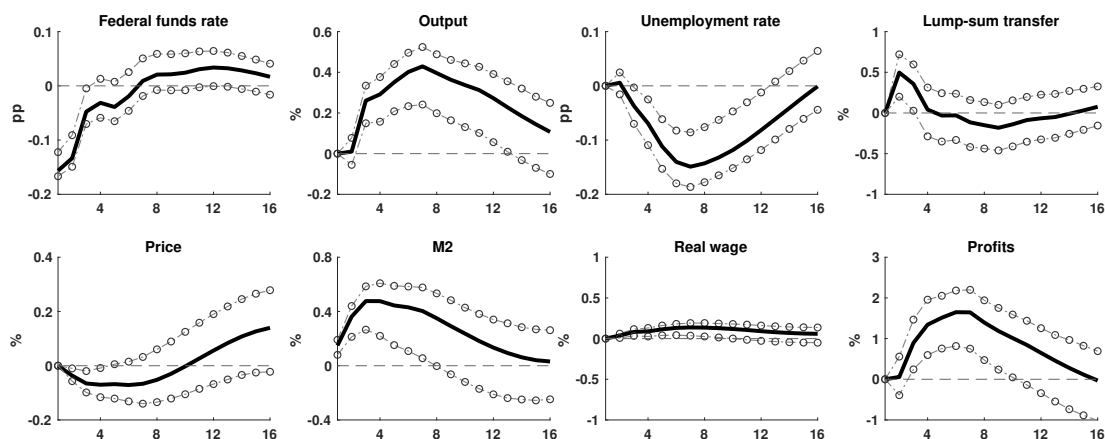 Federal funds rate
0.1
0
-0.1
-0.2
pp
4 8 12 16
Output
0.6
0.4
0.2
0
-0.2
%
4 8 12 16
Unemployment rate
0.1
0
-0.1
-0.2
pp
4 8 12 16
Lump-sum transfer
1
0.5
0
-0.5
-1
%
4 8 12 16
Price
0.4
0.2
0
-0.2
%
4 8 12 16
M2
0.8
0.4
0
-0.4
%
4 8 12 16
Real wage
1
0.5
0
-0.5
-1
%
4 8 12 16
Profits
3
2
1
0
-1
%
4 8 12 16